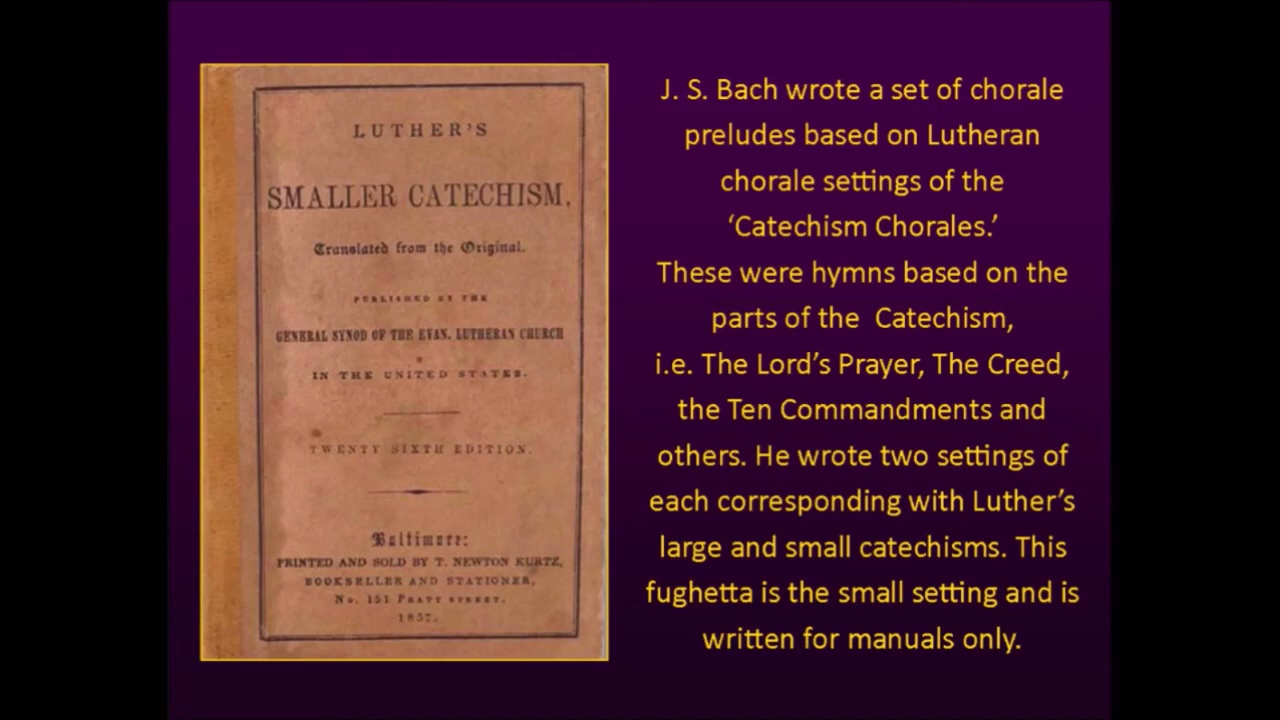 LUTHER'S
SMALLER CATECHISM,
Translated from the Original.
PUBLISHED BY THE
GENERAL SYNOD OF THE EVAN. LUTHERAN CHURCH
IN THE UNITED STATES.
TWENTY SIXTH EDITION.
Baltimore:
PRINTED AND SOLD BY T. NEWTON KURTZ,
BOOKSELLER AND STATIONER,
No. 151 PRATT STREET.
1857.
J. S. Bach wrote a set of chorale
preludes based on Lutheran
chorale settings of the
‘Catechism Chorales.’
These were hymns based on the
parts of the Catechism,
i.e. The Lord’s Prayer, The Creed,
the Ten Commandments and
others. He wrote two settings of
each corresponding with Luther’s
large and small catechisms. This
fughetta is the small setting and is
written for manuals only.